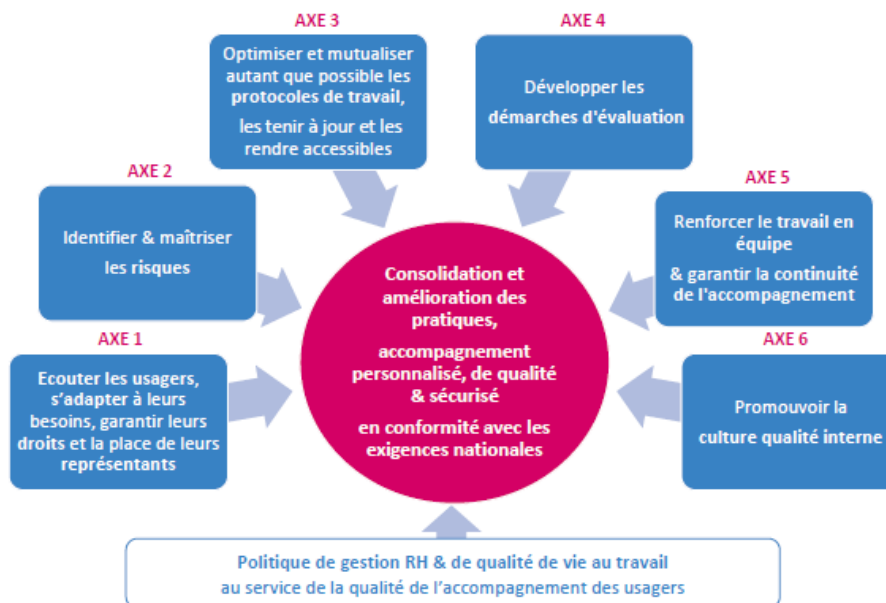 AXE 3
Optimiser et mutualiser
autant que possible les
protocoles de travail,
les tenir à jour et les
rendre accessibles
AXE 4
Développer les
démarches d'évaluation
AXE 2
Identifier & maîtriser
les risques
AXE 5
Renforcer le travail en
équipe
& garantir la continuité
de l'accompagnement
AXE 1
Ecouter les usagers,
s'adapter à leurs
besoins, garantir leurs
droits et la place de leurs
représentants
Consolidation et
amélioration des
pratiques,
accompagnement
personnalisé, de qualité
& sécurisé
en conformité avec les
exigences nationales
AXE 6
Promouvoir la
culture qualité interne
Politique de gestion RH & de qualité de vie au travail
au service de la qualité de l'accompagnement des usagers